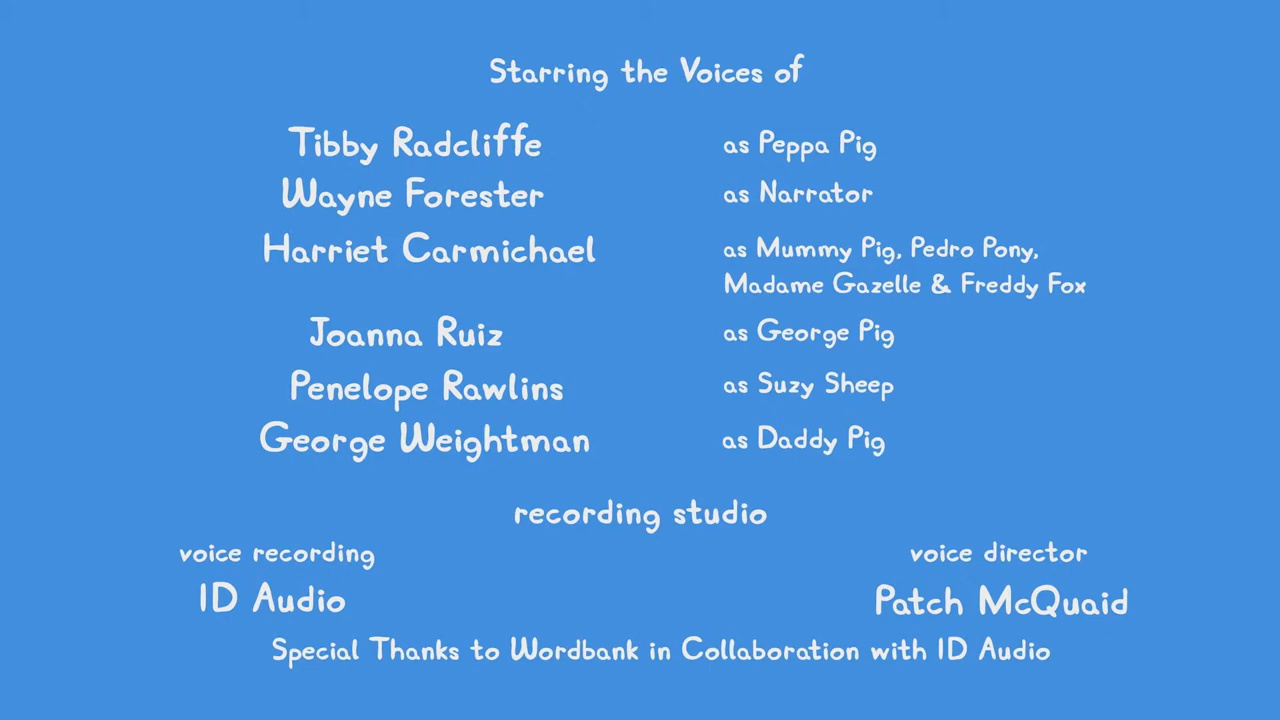 Starring the Voices of
Tibby Radcliffe as Peppa Pig
Wayne Forester as Narrator
Harriet Carmichael as Mummy Pig, Pedro Pony,
Madame Gazelle & Freddy Fox
Joanna Ruiz as George Pig
Penelope Rawlins as Suzy Sheep
George Weightman as Daddy Pig
recording studio
voice recording voice director
ID Audio Patch McQuaid
Special Thanks to Wordbank in Collaboration with ID Audio